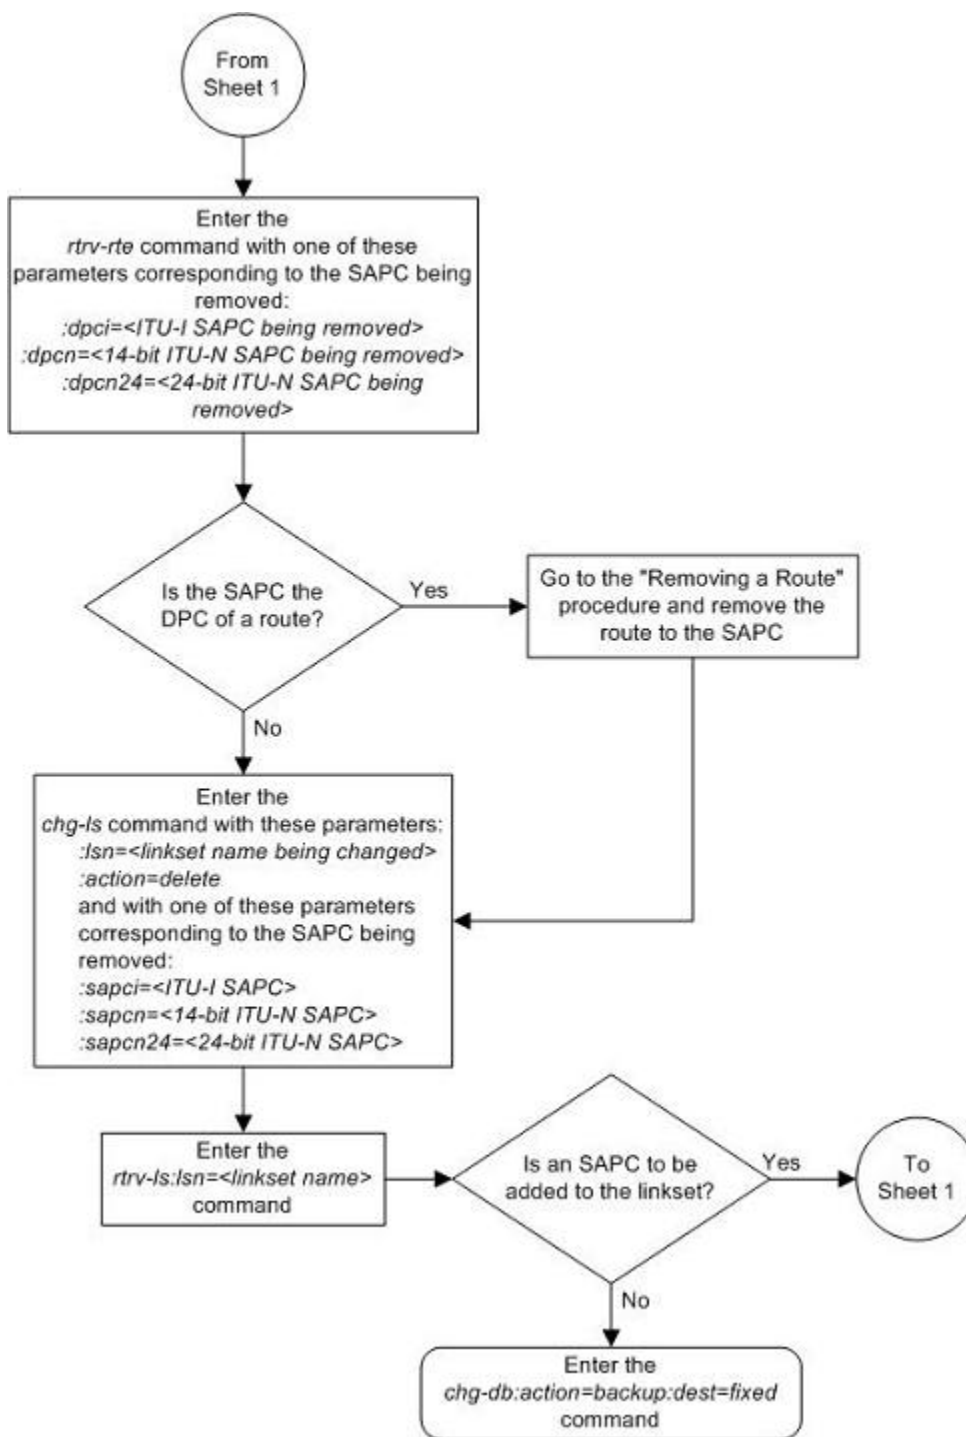 From
Sheet 1
Enter the
rtrv-rte command with one of these
parameters corresponding to the SAPC being
removed:
:dpci=<ITU-I SAPC being removed>
:dpcn=<14-bit ITU-N SAPC being removed>
:dpcn24=<24-bit ITU-N SAPC being
removed>
Is the SAPC the
DPC of a route?
Yes
Go to the "Removing a Route"
procedure and remove the
route to the SAPC
No
Enter the
chg-ls command with these parameters:
:lsn=<linkset name being changed>
:action=delete
and with one of these parameters
corresponding to the SAPC being
removed:
:sapci=<ITU-I SAPC>
:sapcn=<14-bit ITU-N SAPC>
:sapcn24=<24-bit ITU-N SAPC>
Enter the
rtrv-ls:lsn=<linkset name>
command
Is an SAPC to be
added to the linkset?
Yes
To
Sheet 1
No
Enter the
chg-db:action=backup:dest=fixed
command